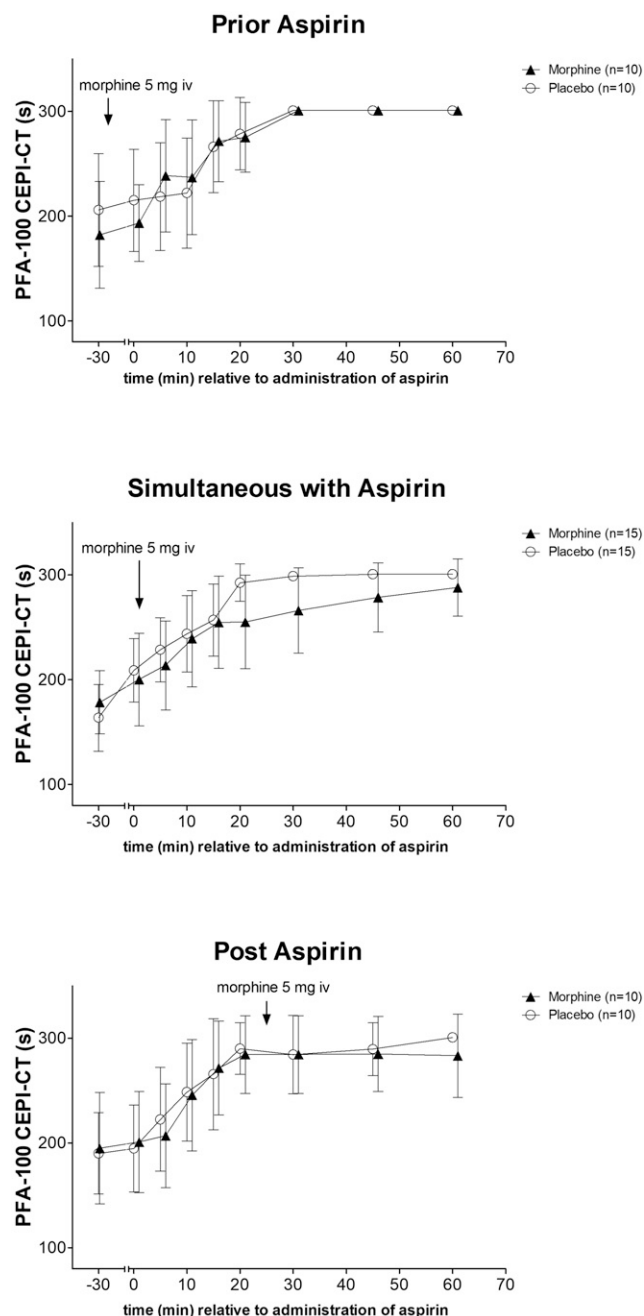 Prior Aspirin
morphine 5 mg iv
Morphine (n=10)
Placebo (n=10)
PFA-100 CEPI-CT (s)
300
200
100
-30 0 10 20 30 40 50 60 70
time (min) relative to administration of aspirin
Simultaneous with Aspirin
morphine 5 mg iv
Morphine (n=15)
Placebo (n=15)
PFA-100 CEPI-CT (s)
300
200
100
-30 0 10 20 30 40 50 60 70
time (min) relative to administration of aspirin
Post Aspirin
morphine 5 mg iv
Morphine (n=10)
Placebo (n=10)
PFA-100 CEPI-CT (s)
300
200
100
-30 0 10 20 30 40 50 60 70
time (min) relative to administration of aspirin